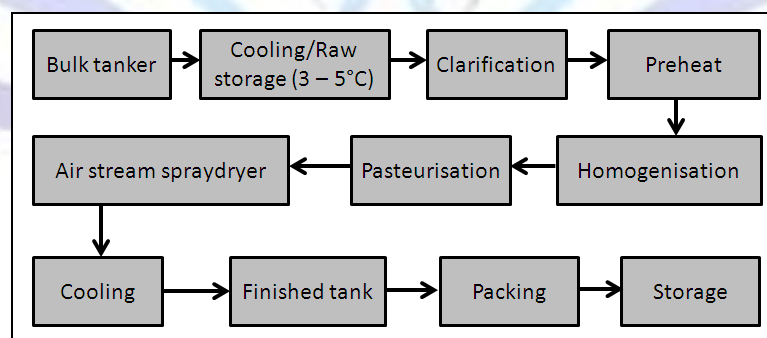 Bulk tanker
Cooling/Raw
storage (3 – 5°C)
Clarification
Preheat
Air stream spraydryer
Pasteurisation
Homogenisation
Cooling
Finished tank
Packing
Storage